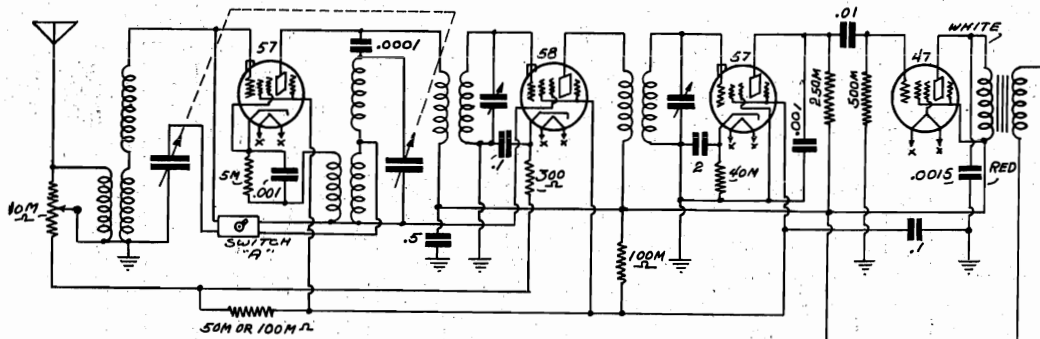 57
.0001
58
57
.01
47
WHITE
250M
500M
.001
.1
2
5M
.001
300
Ω
40M
.0015
RED
10M
Ω
SWITCH
"A"
.5
100M
Ω
.1
50M OR 100M Ω
X X
X X
X X
X X